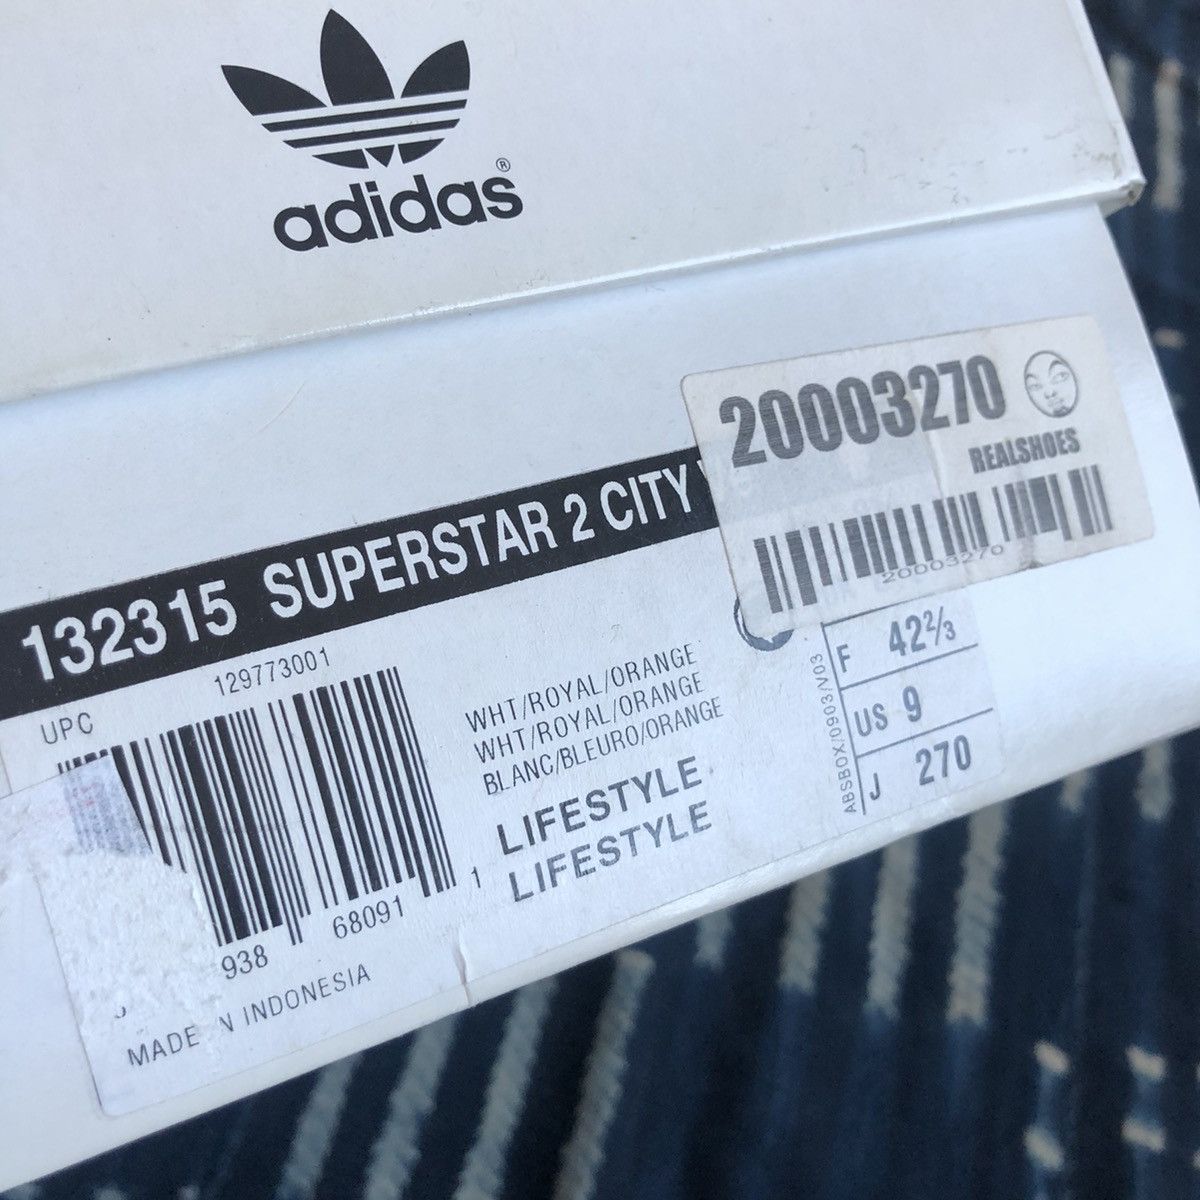 adidas®
20003270
REALSHOES
20003270
132315 SUPERSTAR 2 CITY
129773001
UPC
WHT/ROYAL/ORANGE
WHT/ROYAL/ORANGE
BLANC/BLEURO/ORANGE
LIFESTYLE
LIFESTYLE
F 42⅔
US 9
J 270
ABSBOX/0903/V03
938 68091 1
MADE IN INDONESIA